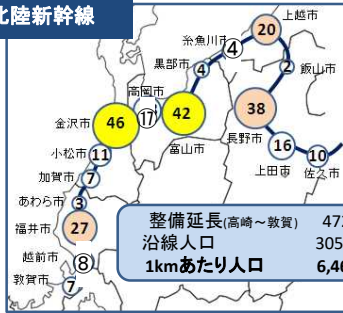 北陸新幹線
上越市
20
糸魚川市
4
黒部市
4
2
飯山市
高岡市
17
42
富山市
38
長野市
金沢市
46
16
上田市
10
佐久市
小松市
11
加賀市
7
あわら市
3
福井市
27
越前市
8
敦賀市
7
整備延長(高崎～敦賀)
沿線人口
1kmあたり人口